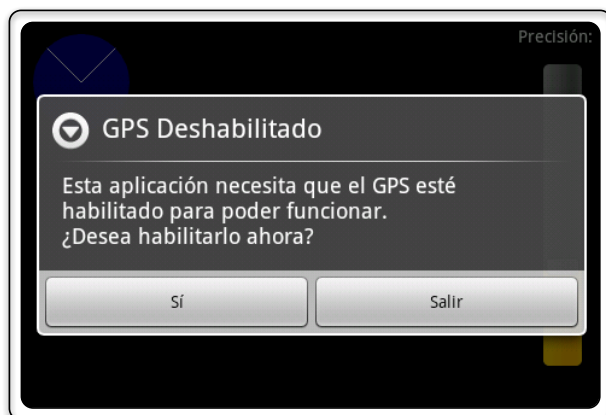 Precisión:
GPS Deshabilitado
Esta aplicación necesita que el GPS esté
habilitado para poder funcionar.
¿Desea habilitarlo ahora?
Sí
Salir